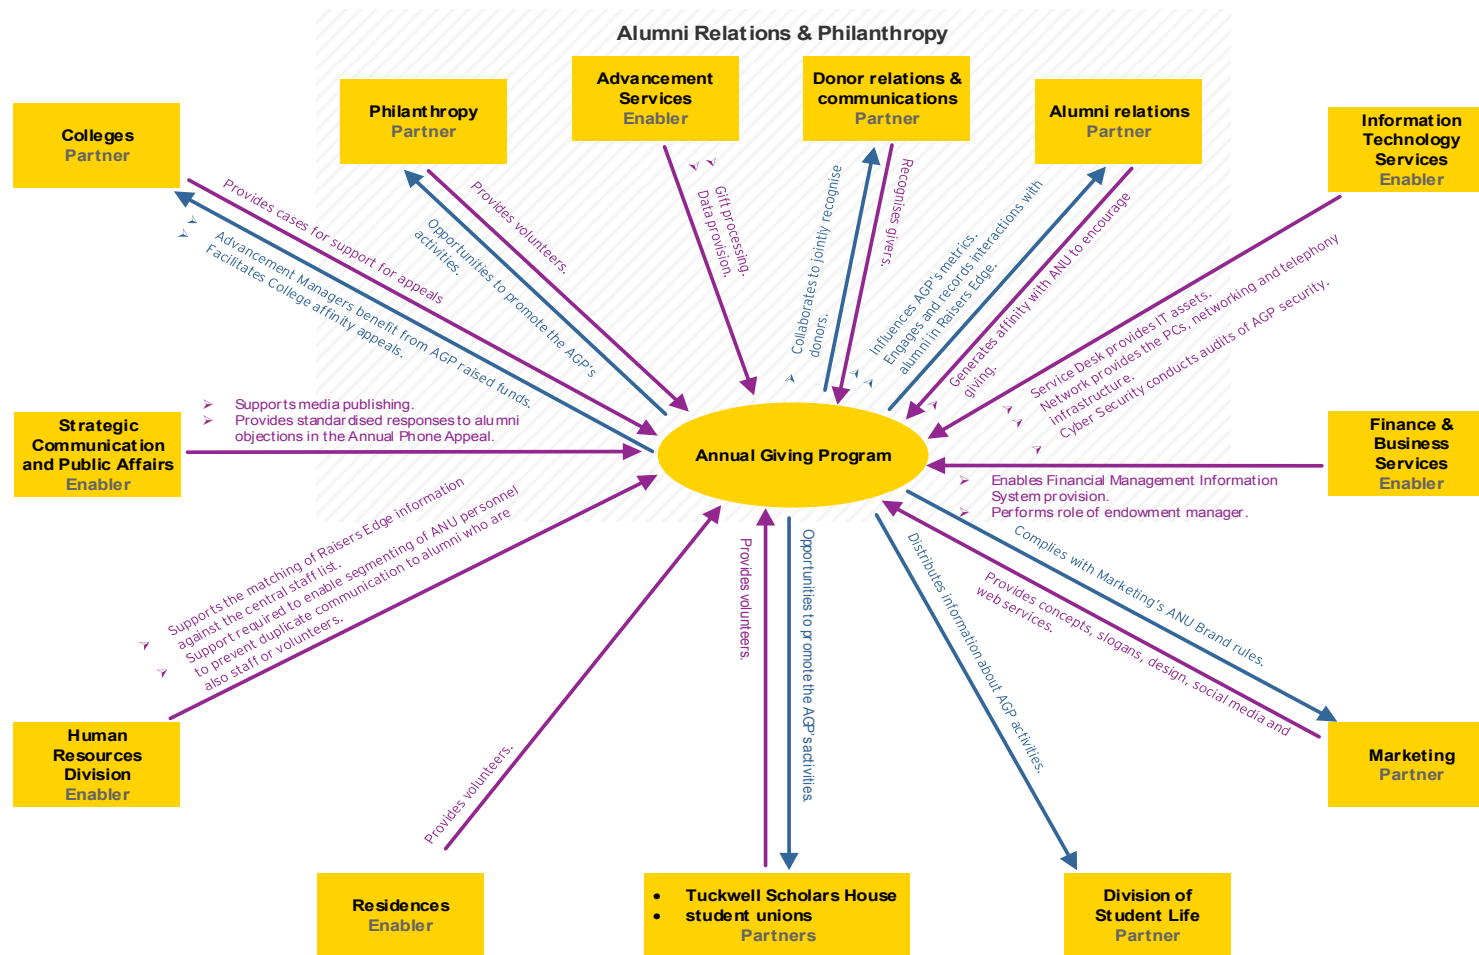 Alumni Relations & Philanthropy
Colleges
Partner
Philanthropy
Partner
Advancement
Services
Enabler
Donor relations &
communications
Partner
Alumni relations
Partner
Information
Technology
Services
Enabler
Provides cases for support for appeals
Advancement Managers benefit from AGP raised funds.
Facilitates College affinity appeals.
Provides volunteers.
Opportunities to promote the AGP's
activities.
Gift processing.
Data provision.
Collaborates to jointly recognise
donors.
Recognises givers.
Influences AGP's metrics.
Engages and records interactions with
alumni in Raisers Edge.
Generates affinity with ANU to encourage
giving.
Service Desk provides IT assets.
Network provides the PCs, networking and telephony
infrastructure.
Cyber Security conducts audits of AGP security.
Strategic
Communication
and Public Affairs
Enabler
Supports media publishing.
Provides standardised responses to alumni
objections in the Annual Phone Appeal.
Annual Giving Program
Finance &
Business
Services
Enabler
Enables Financial Management Information
System provision.
Performs role of endowment manager.
Supports the matching of Raisers Edge information
against the central staff list.
Support required to enable segmenting of ANU personnel
to prevent duplicate communication to alumni who are
also staff or volunteers.
Human
Resources
Division
Enabler
Provides volunteers.
Provides volunteers.
Opportunities to promote the AGP's activities.
Distributes information about AGP activities.
Complies with Marketing's ANU Brand rules.
Provides concepts, slogans, design, social media and
web services.
Marketing
Partner
Residences
Enabler
• Tuckwell Scholars House
• student unions
Partners
Division of
Student Life
Partner